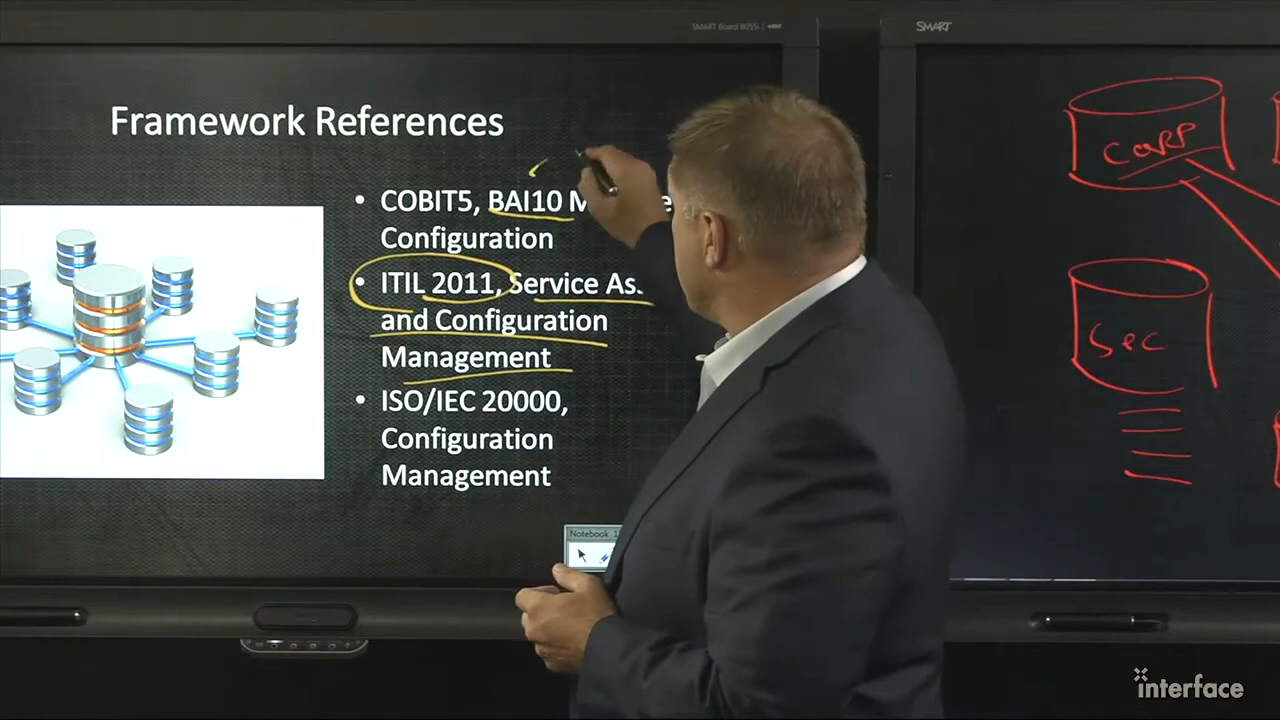 SMART Board 8055i
SMART
Framework References
• COBIT5, BAI10 M
Configuration
• ITIL 2011, Service As
and Configuration
Management
• ISO/IEC 20000,
Configuration
Management
Notebook
CORP
Sec
interface